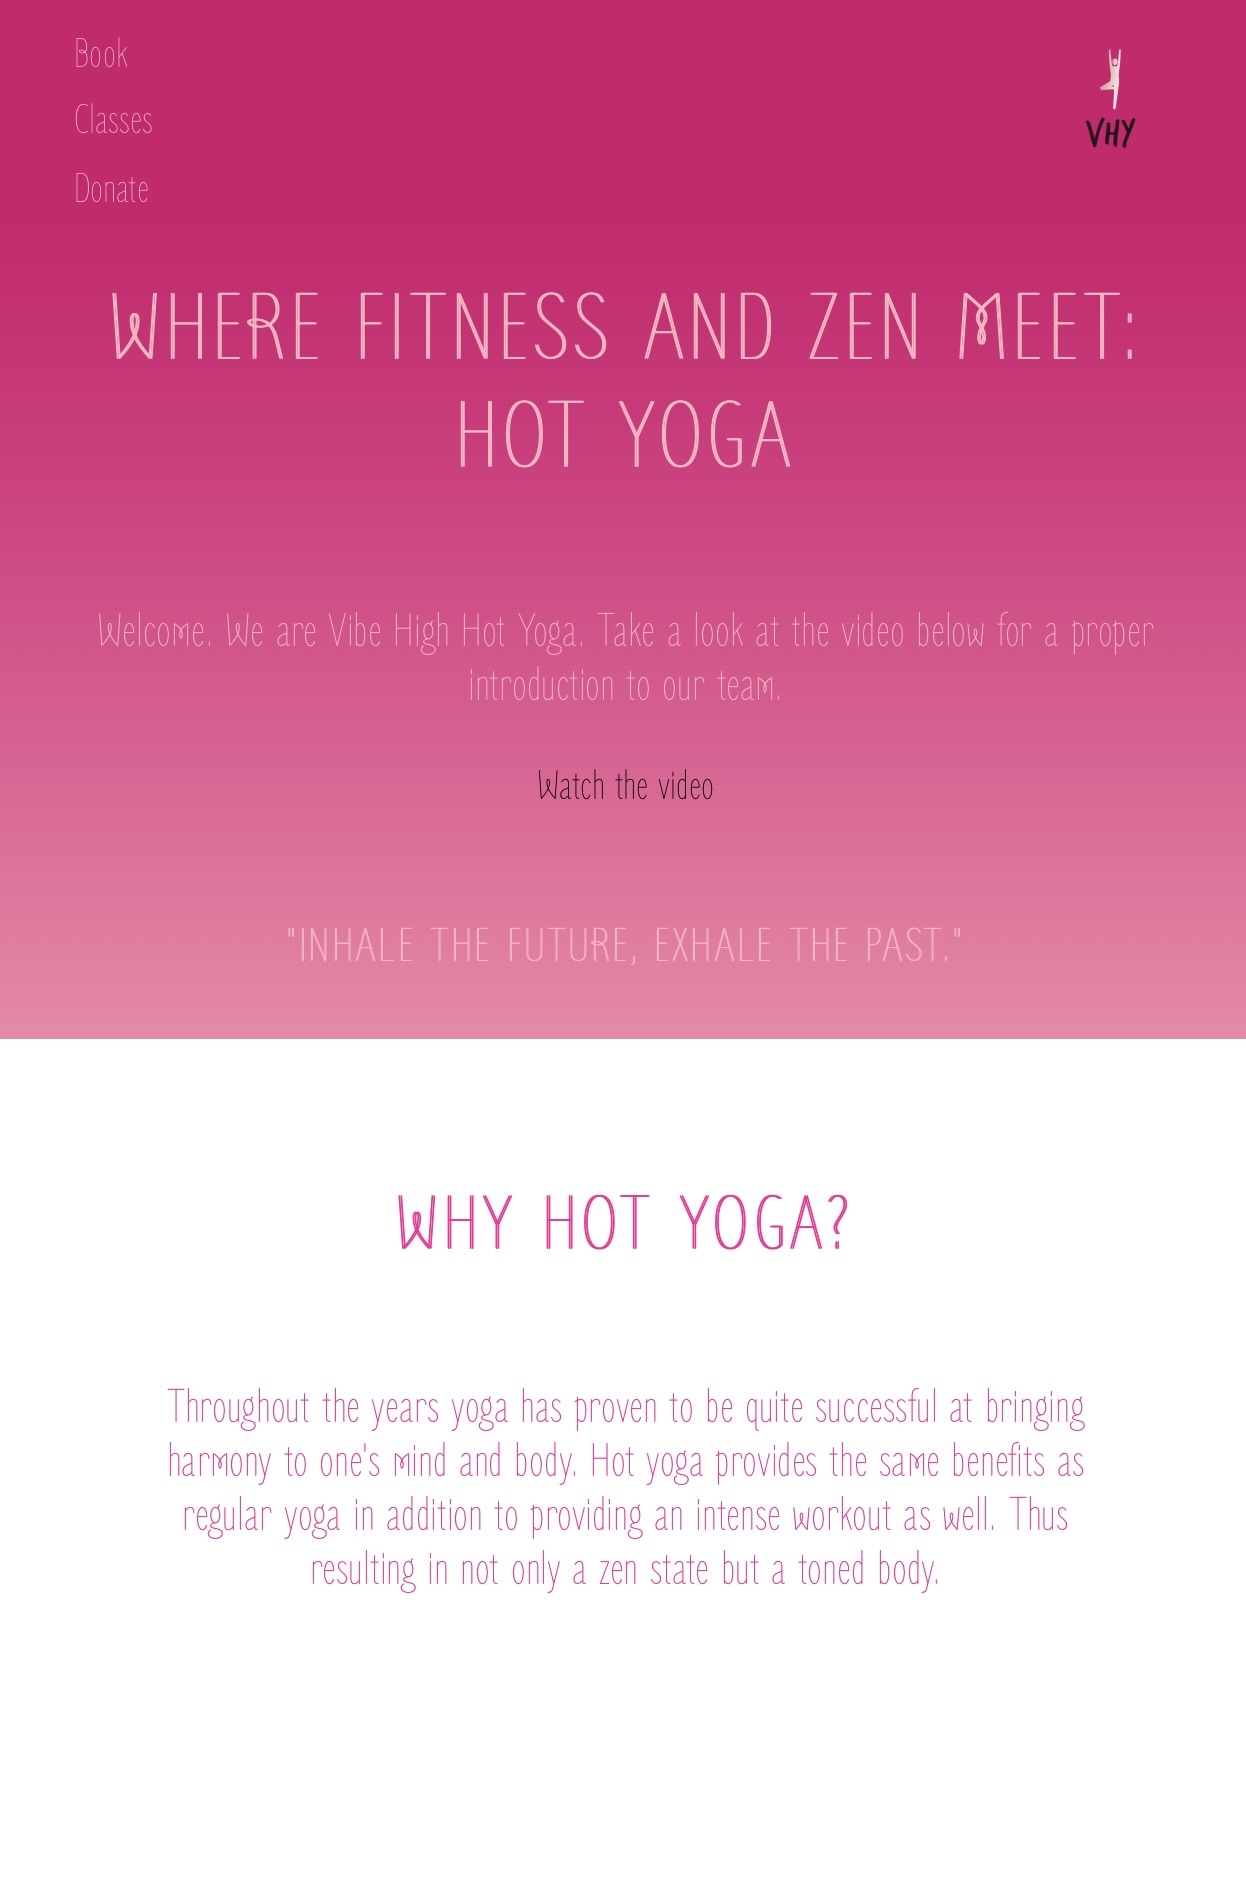 Book
Classes
Donate
VHY
WHERE FITNESS AND ZEN MEET:
HOT YOGA
Welcome. We are Vibe High Hot Yoga. Take a look at the video below for a proper
introduction to our team.
Watch the video
"INHALE THE FUTURE, EXHALE THE PAST."
WHY HOT YOGA?
Throughout the years yoga has proven to be quite successful at bringing
harmony to one's mind and body. Hot yoga provides the same benefits as
regular yoga in addition to providing an intense workout as well. Thus
resulting in not only a zen state but a toned body.